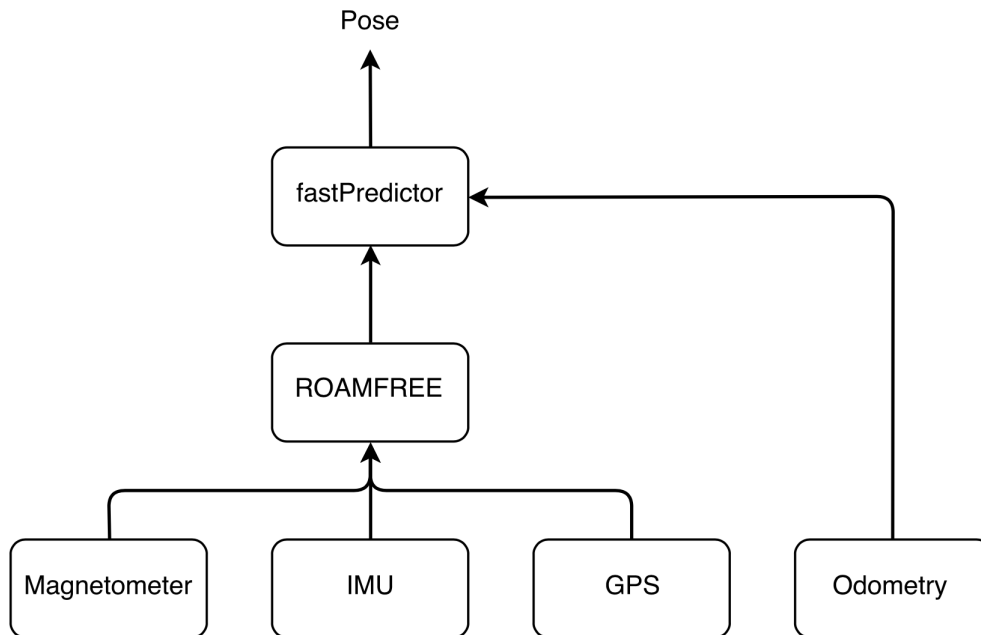 Pose
fastPredictor
ROAMFREE
Magnetometer
IMU
GPS
Odometry